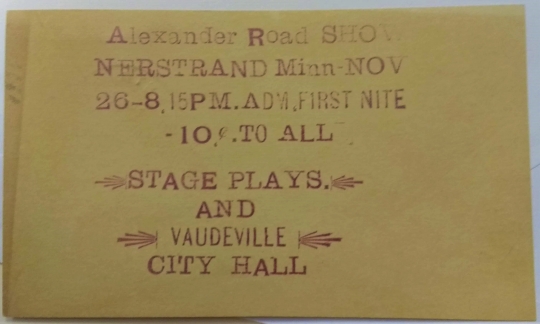 Alexander Road SHOW
NERSTRAND Minn-NOV
26-8,15PM.ADM,FIRST NITE
-10¢.TO ALL
STAGE PLAYS.
AND
VAUDEVILLE
CITY HALL